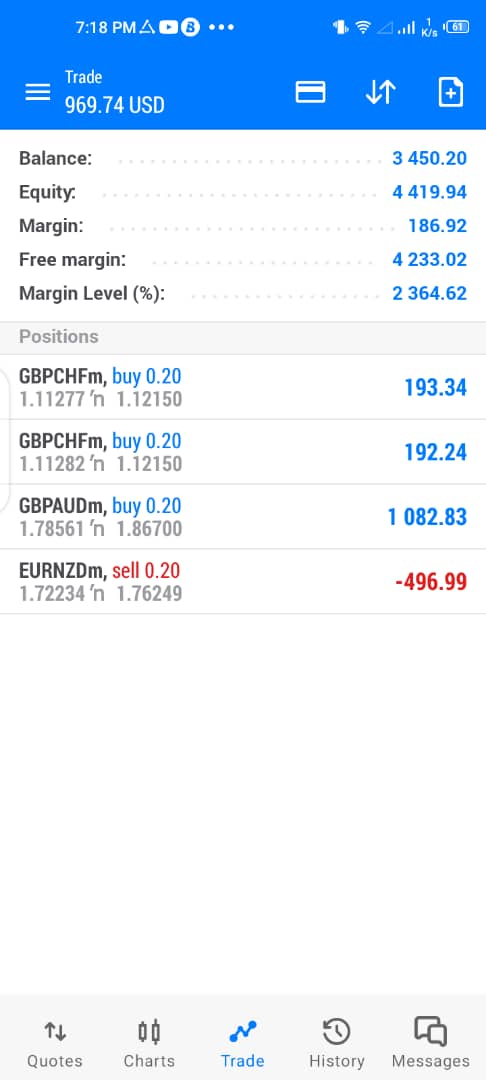 7:18 PM
1 K/s
61
Trade
969.74 USD
Balance: 3 450.20
Equity: 4 419.94
Margin: 186.92
Free margin: 4 233.02
Margin Level (%): 2 364.62
Positions
GBPCHFm, buy 0.20
1.11277 'n 1.12150
193.34
GBPCHFm, buy 0.20
1.11282 'n 1.12150
192.24
GBPAUDm, buy 0.20
1.78561 'n 1.86700
1 082.83
EURNZDm, sell 0.20
1.72234 'n 1.76249
-496.99
Quotes Charts Trade History Messages